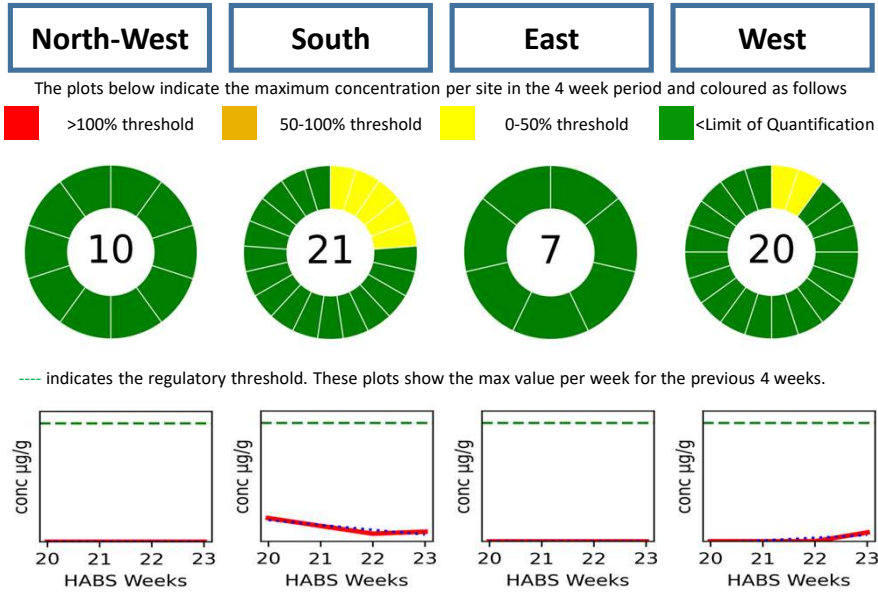 North-West South East West
The plots below indicate the maximum concentration per site in the 4 week period and coloured as follows
>100% threshold 50-100% threshold 0-50% threshold <Limit of Quantification
10 21 7 20
---- indicates the regulatory threshold. These plots show the max value per week for the previous 4 weeks.
conc µg/g conc µg/g conc µg/g conc µg/g
20 21 22 23 20 21 22 23 20 21 22 23 20 21 22 23
HABS Weeks HABS Weeks HABS Weeks HABS Weeks